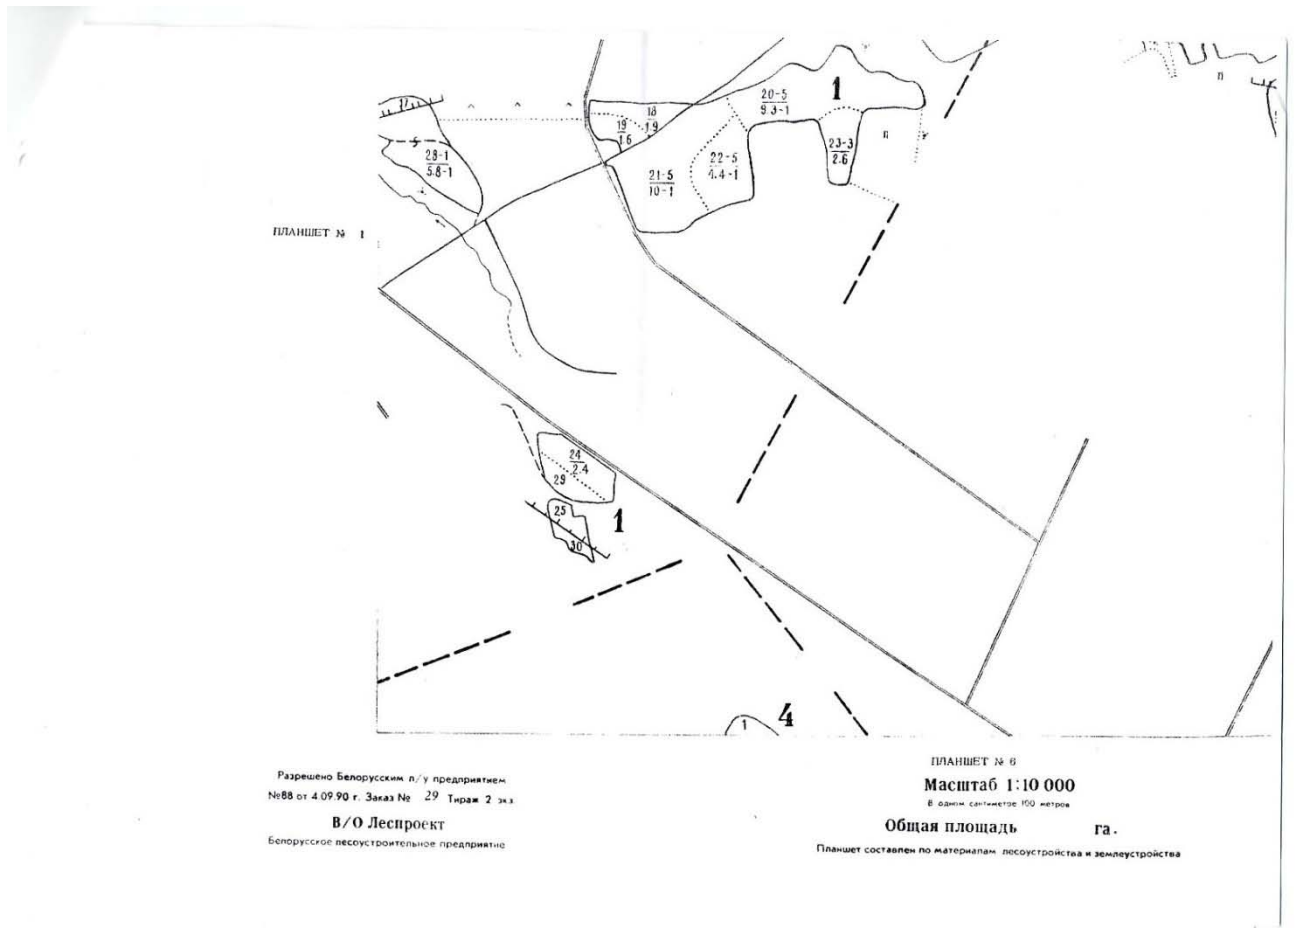 1
20-5
9.3-1
18
1.9
19
1.6
23-3
2.6
п
п
28-1
5.8-1
21-5
10-1
22-5
4.4-1
ПЛАНШЕТ № 1
24
2.4
29
25
30
1
4
1
ПЛАНШЕТ № 6
Масштаб 1:10 000
В одном сантиметре 100 метров
Общая площадь га.
Планшет составлен по материалам лесоустройства и землеустройства
Разрешено Белорусским л/у предприятием
№88 от 4.09.90 г. Заказ № 29 Тираж 2 экз.
В/О Леспроект
Белорусское лесоустроительное предприятие